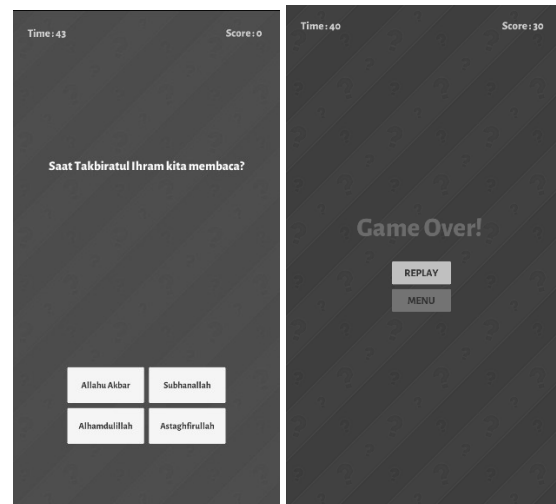 Time: 43 Score: 0
Saat Takbiratul Ihram kita membaca?
Allahu Akbar Subhanallah
Alhamdulillah Astaghfirullah
Time: 40 Score: 30
Game Over!
REPLAY
MENU